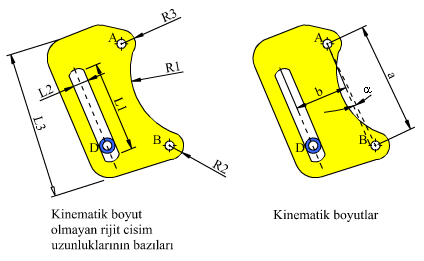 R3
A
R1
L2
L1
L3
D
B
R2
Kinematik boyut
olmayan rijit cisim
uzunluklarının bazıları
A
b
a
α
B
D
Kinematik boyutlar